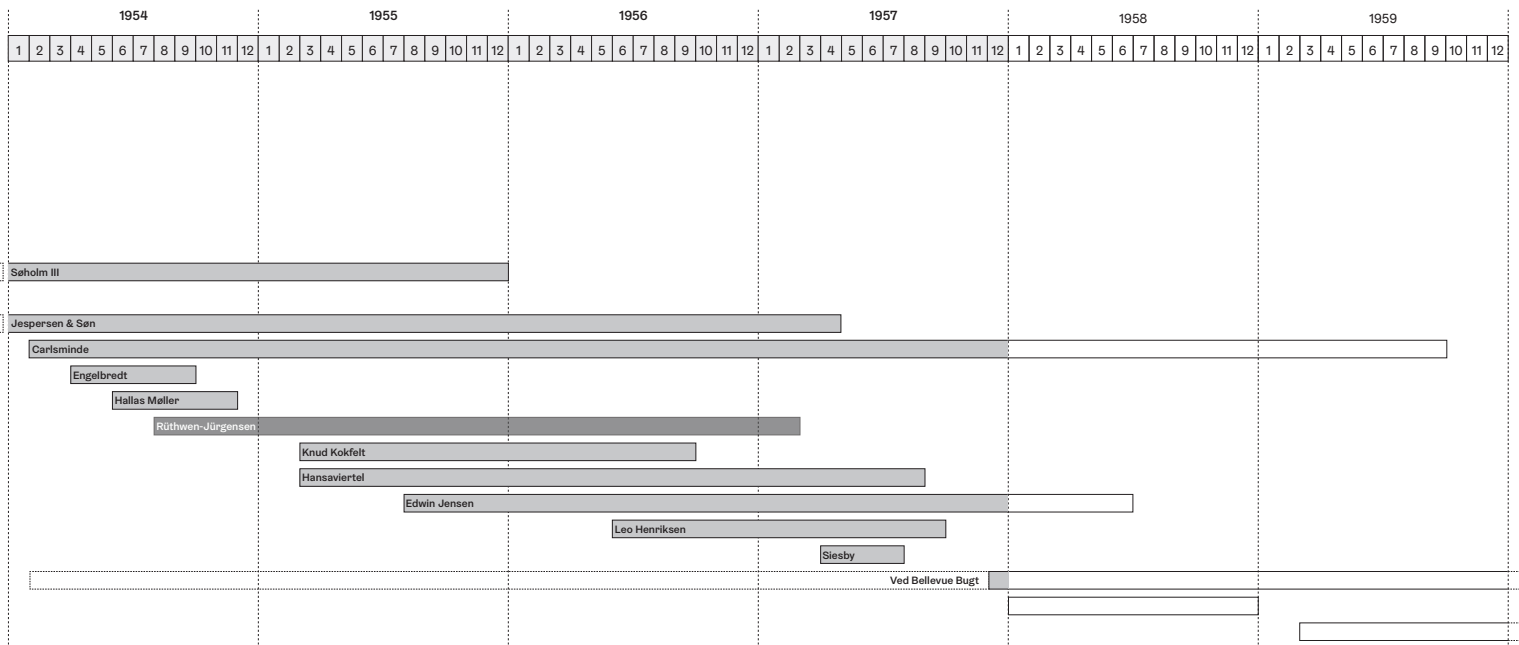 1954 1955 1956 1957 1958 1959
1 2 3 4 5 6 7 8 9 10 11 12 1 2 3 4 5 6 7 8 9 10 11 12 1 2 3 4 5 6 7 8 9 10 11 12 1 2 3 4 5 6 7 8 9 10 11 12 1 2 3 4 5 6 7 8 9 10 11 12 1 2 3 4 5 6 7 8 9 10 11 12
Søholm III
Jespersen & Søn
Carlsminde
Engelbredt
Hallas Møller
Rüthwen-Jürgensen
Knud Kokfelt
Hansaviertel
Edwin Jensen
Leo Henriksen
Siesby
Ved Bellevue Bugt